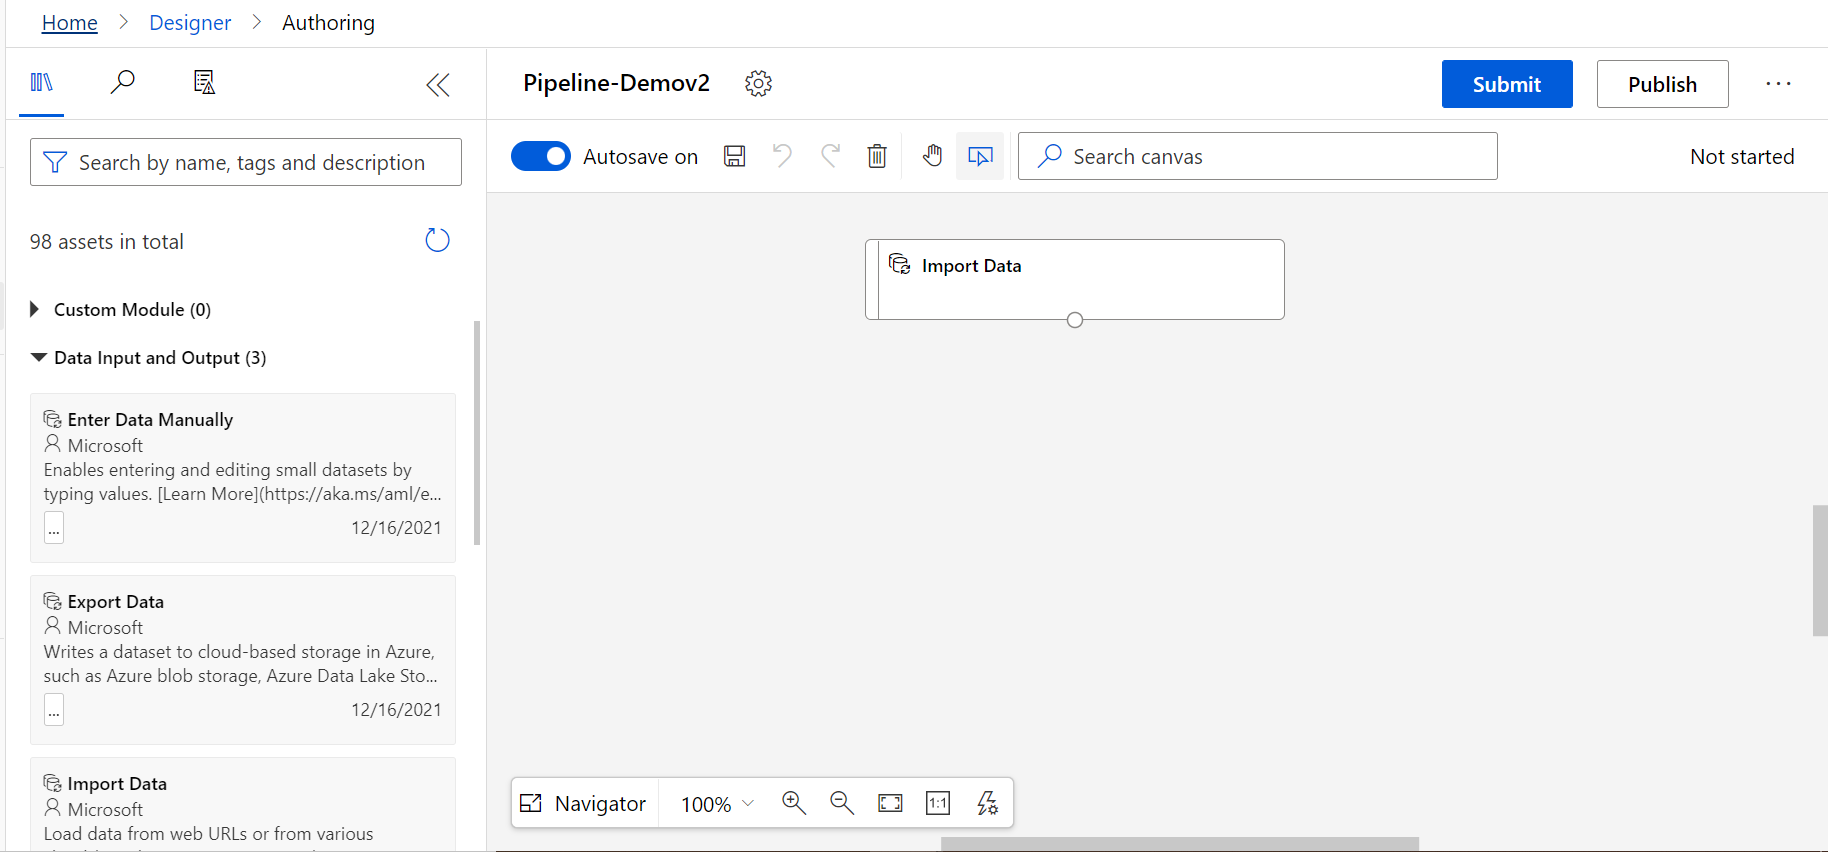 Home > Designer > Authoring
Pipeline-Demov2
Submit
Publish
...
Search by name, tags and description
Autosave on
Search canvas
Not started
98 assets in total
Custom Module (0)
Data Input and Output (3)
Enter Data Manually
Microsoft
Enables entering and editing small datasets by
typing values. [Learn More](https://aka.ms/aml/e...
...
12/16/2021
Export Data
Microsoft
Writes a dataset to cloud-based storage in Azure,
such as Azure blob storage, Azure Data Lake Sto...
...
12/16/2021
Import Data
Microsoft
Load data from web URLs or from various
Import Data
Navigator
100%
1:1